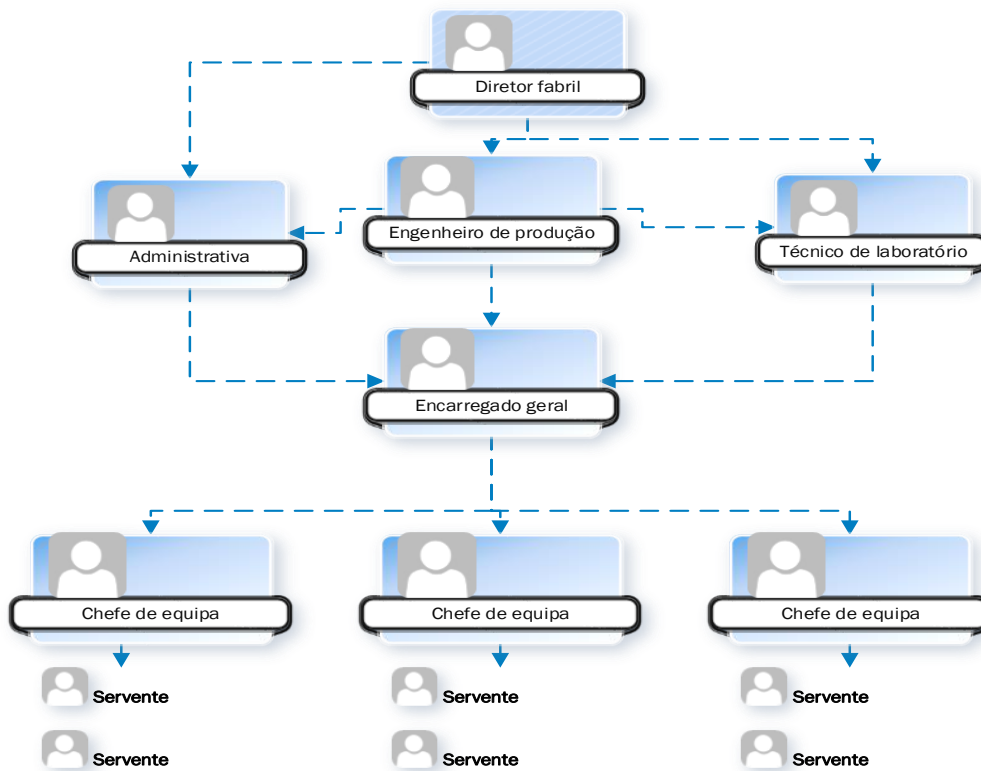 Diretor fabril
Engenheiro de produção
Administrativa
Técnico de laboratório
Encarregado geral
Chefe de equipa
Chefe de equipa
Chefe de equipa
Servente
Servente
Servente
Servente
Servente
Servente